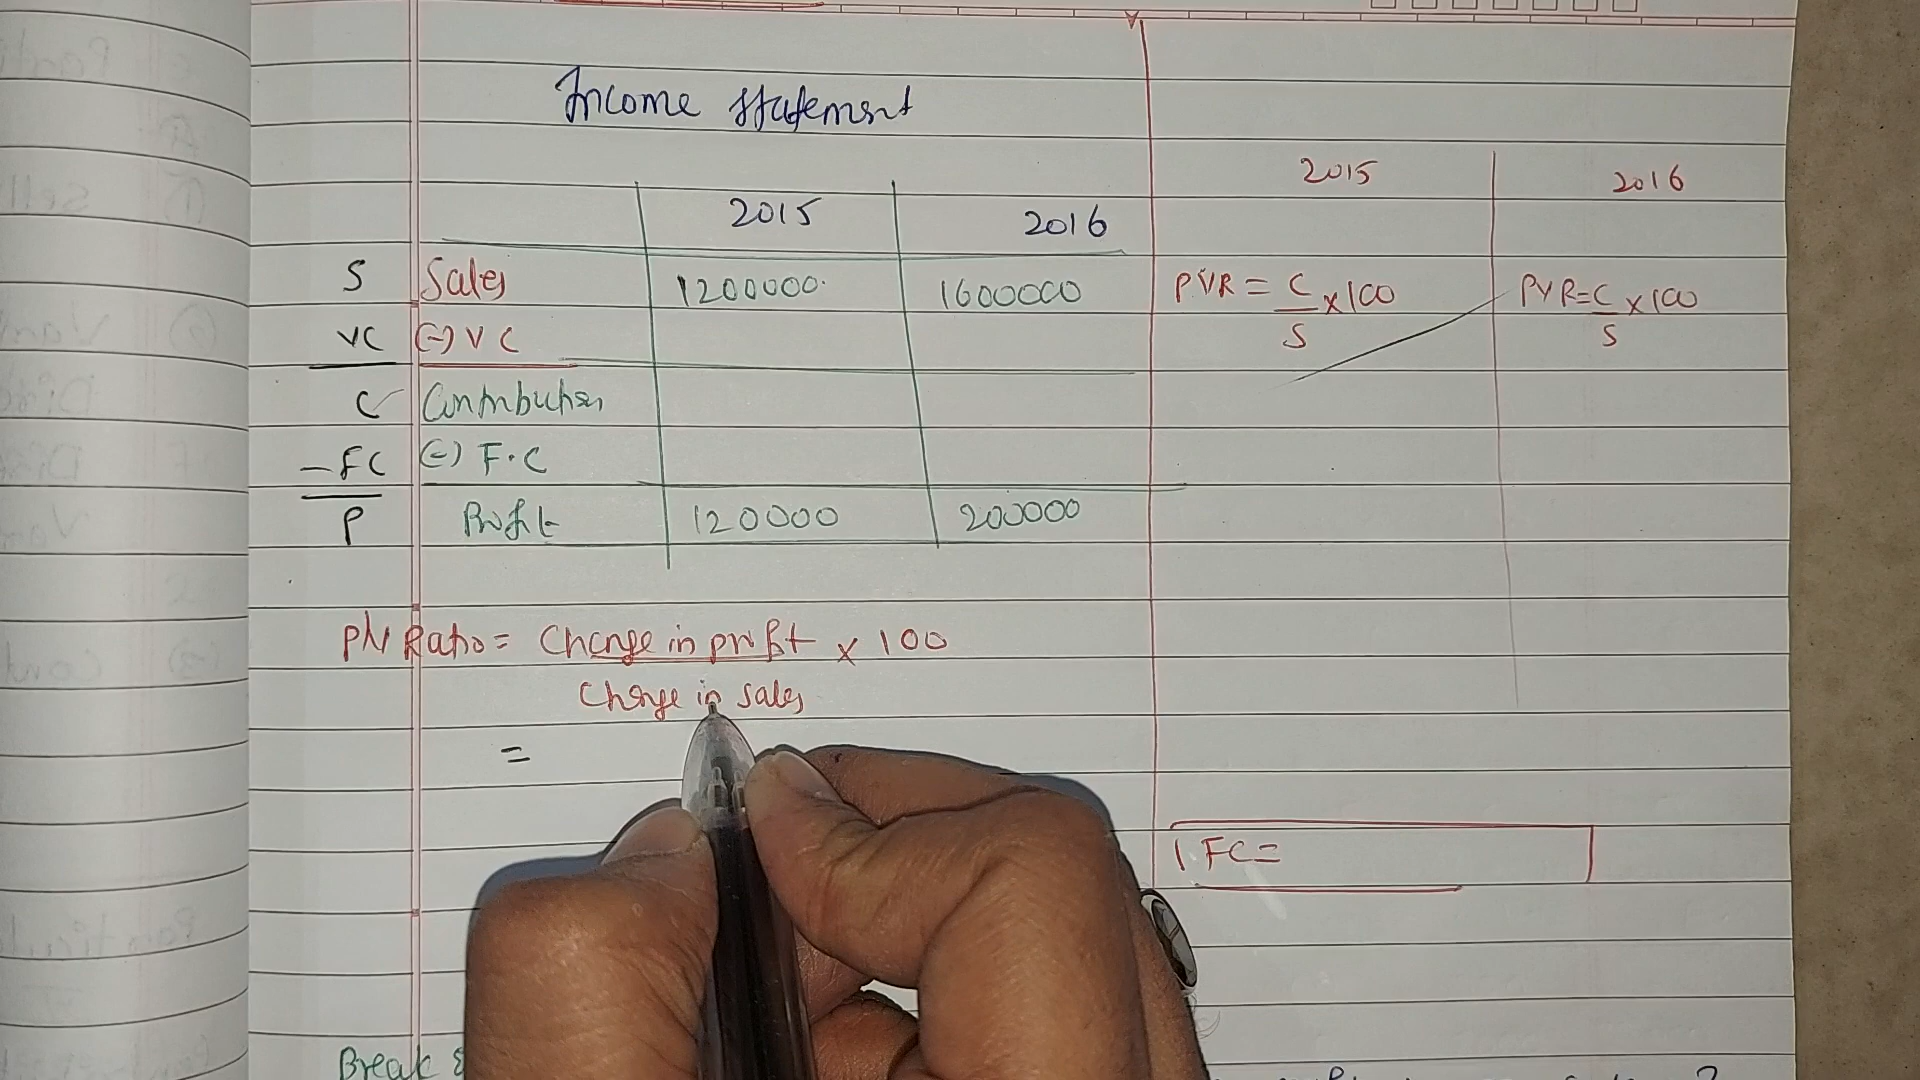 Income statement
2015 2016
2015 2016
S Sales 1200000 1600000 PVR = C/S x 100 PVR = C/S x 100
VC (-) VC
C Contribution
-FC (-) F.C
P Profit 120000 200000
P/V Ratio = Change in profit x 100
Change in sales
=
FC =
Break
?